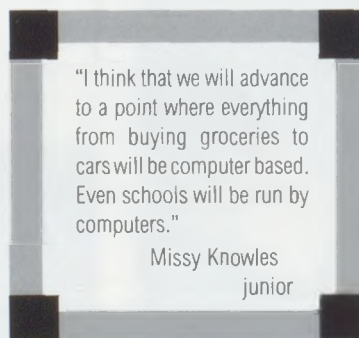 “I think that we will advance
to a point where everything
from buying groceries to
cars will be computer based.
Even schools will be run by
computers.”
Missy Knowles
junior